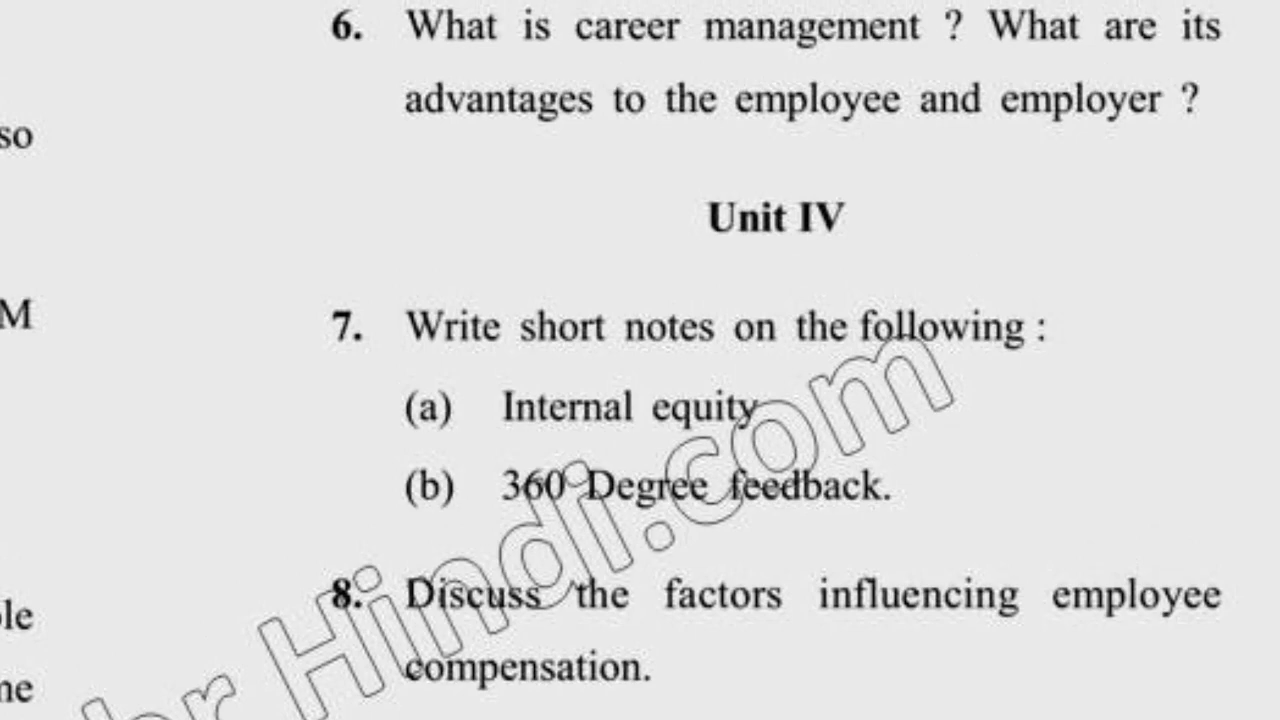 6. What is career management ? What are its
advantages to the employee and employer ?
so
Unit IV
M
7. Write short notes on the following :
(a) Internal equity
(b) 360 Degree feedback.
8. Discuss the factors influencing employee
le
compensation.
ne
Hindi.com